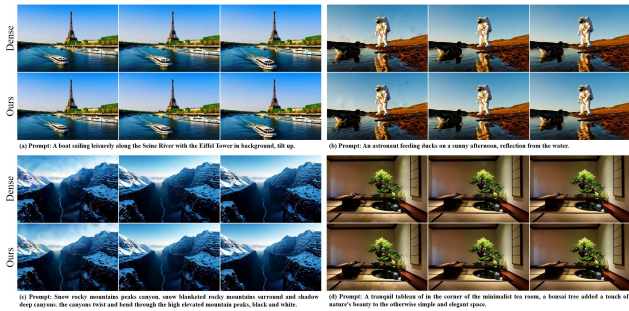 Dense
Ours
(a) Prompt: A boat sailing leisurely along the Seine River with the Eiffel Tower in background, tilt up.
(b) Prompt: An astronaut feeding ducks on a sunny afternoon, reflection from the water.
Dense
Ours
(c) Prompt: Snow rocky mountains peaks canyon. snow blanketed rocky mountains surround and shadow
deep canyons. the canyons twist and bend through the high elevated mountain peaks, black and white.
(d) Prompt: A tranquil tableau of in the corner of the minimalist tea room, a bonsai tree added a touch of
nature's beauty to the otherwise simple and elegant space.